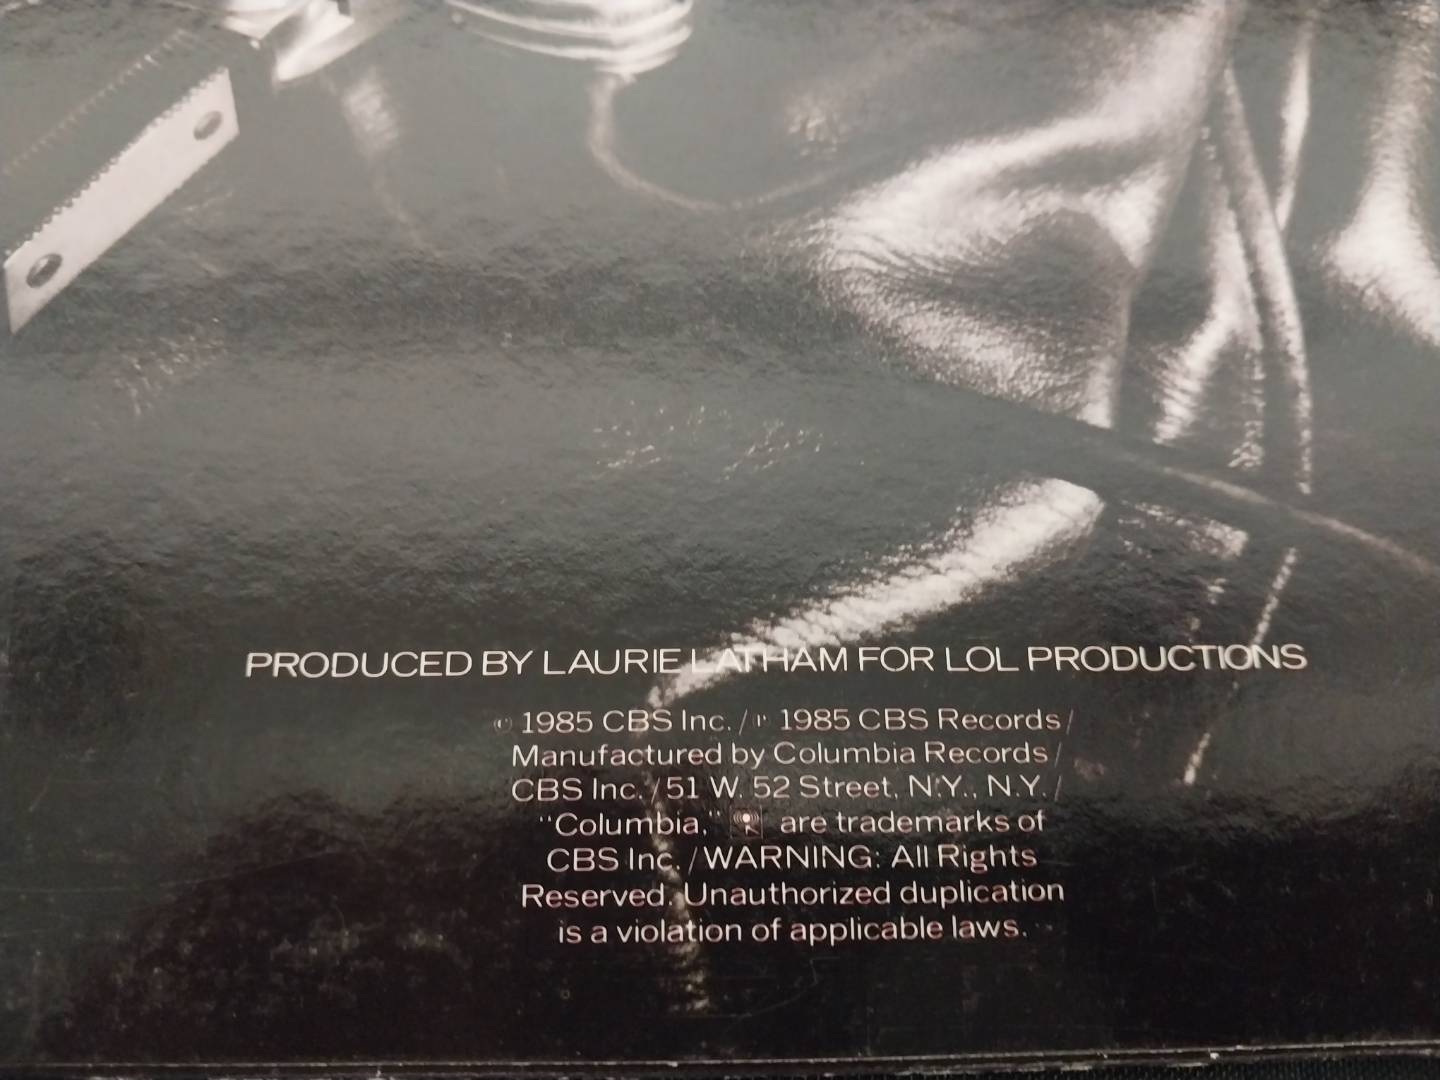 PRODUCED BY LAURIE LATHAM FOR LOL PRODUCTIONS
© 1985 CBS Inc. / ℗ 1985 CBS Records /
Manufactured by Columbia Records /
CBS Inc. / 51 W. 52 Street, N.Y., N.Y. /
"Columbia," are trademarks of
CBS Inc. / WARNING: All Rights
Reserved. Unauthorized duplication
is a violation of applicable laws.